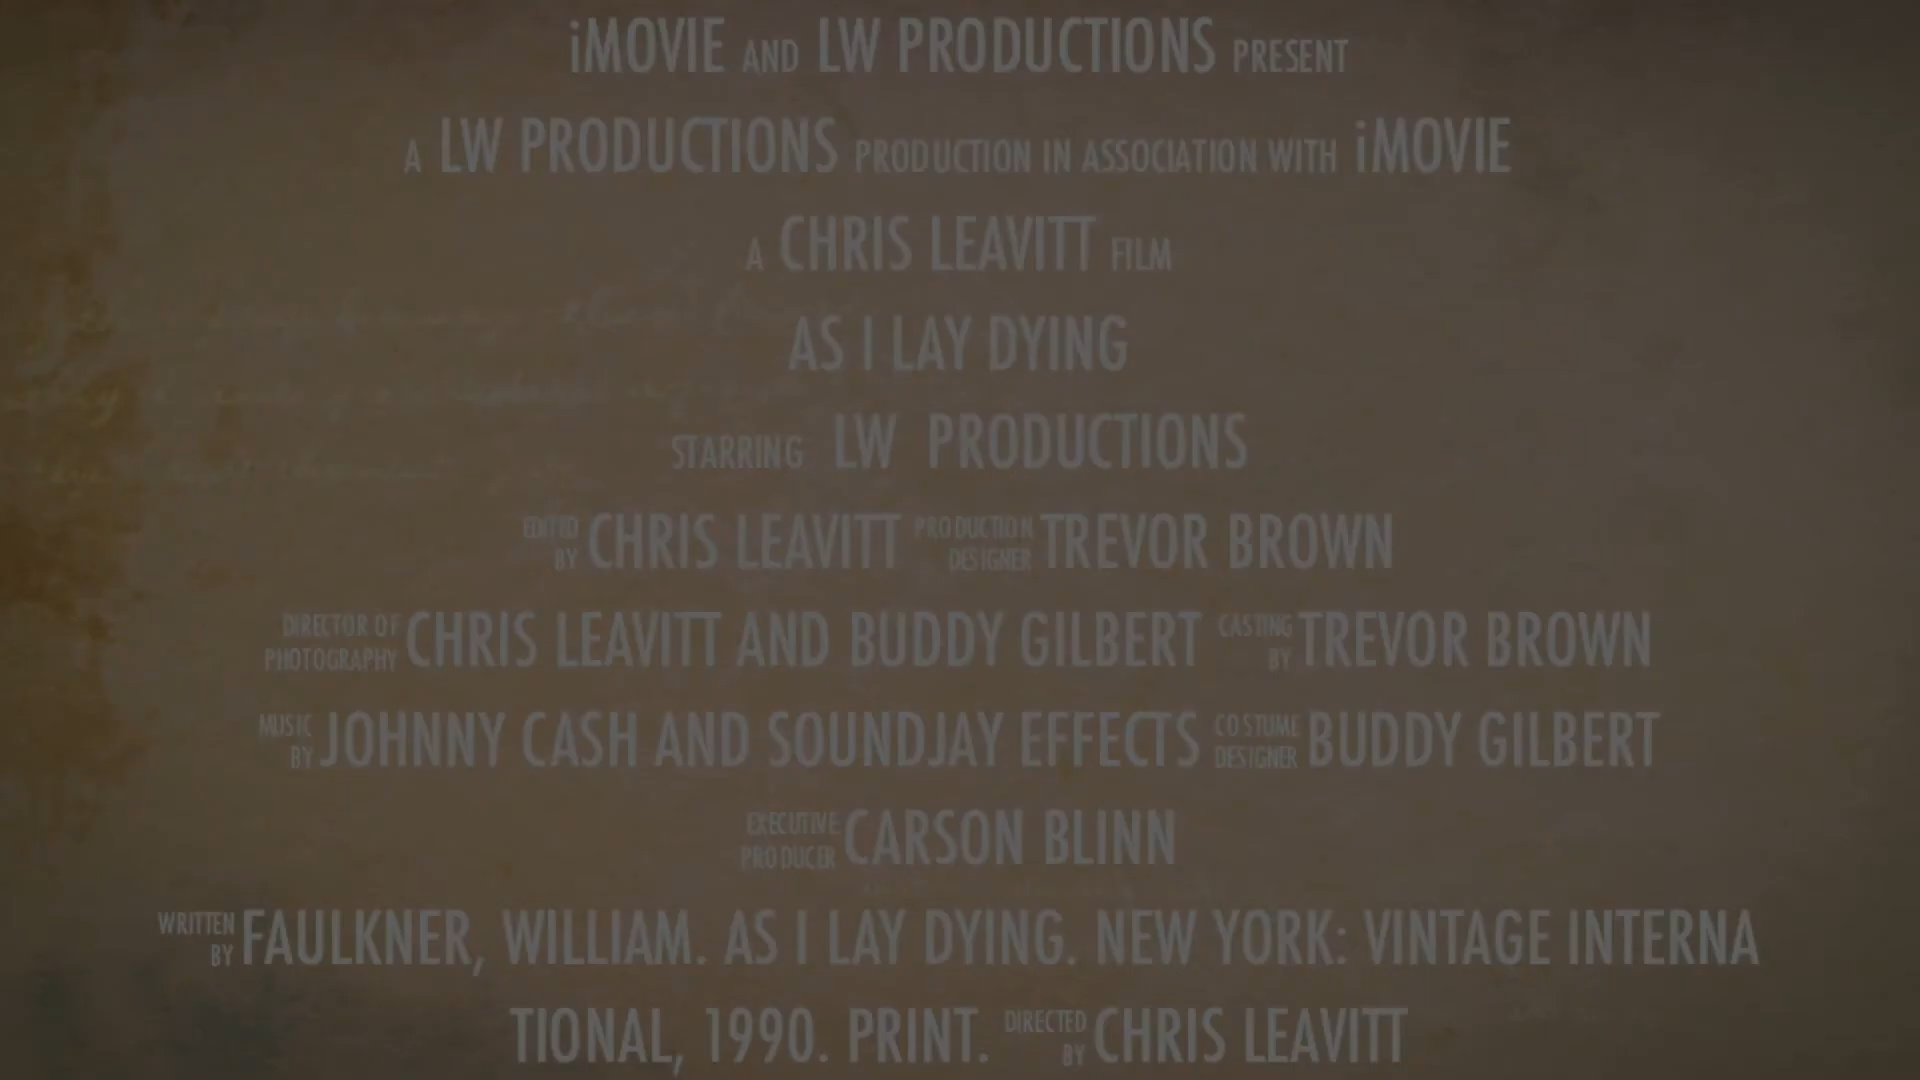 iMOVIE AND LW PRODUCTIONS PRESENT
A LW PRODUCTIONS PRODUCTION IN ASSOCIATION WITH iMOVIE
A CHRIS LEAVITT FILM
AS I LAY DYING
STARRING LW PRODUCTIONS
EDITED BY CHRIS LEAVITT PRODUCTION DESIGNER TREVOR BROWN
DIRECTOR OF PHOTOGRAPHY CHRIS LEAVITT AND BUDDY GILBERT CASTING BY TREVOR BROWN
MUSIC BY JOHNNY CASH AND SOUNDJAY EFFECTS COSTUME DESIGNER BUDDY GILBERT
EXECUTIVE PRODUCER CARSON BLINN
WRITTEN BY FAULKNER, WILLIAM. AS I LAY DYING. NEW YORK: VINTAGE INTERNA
TIONAL, 1990. PRINT. DIRECTED BY CHRIS LEAVITT